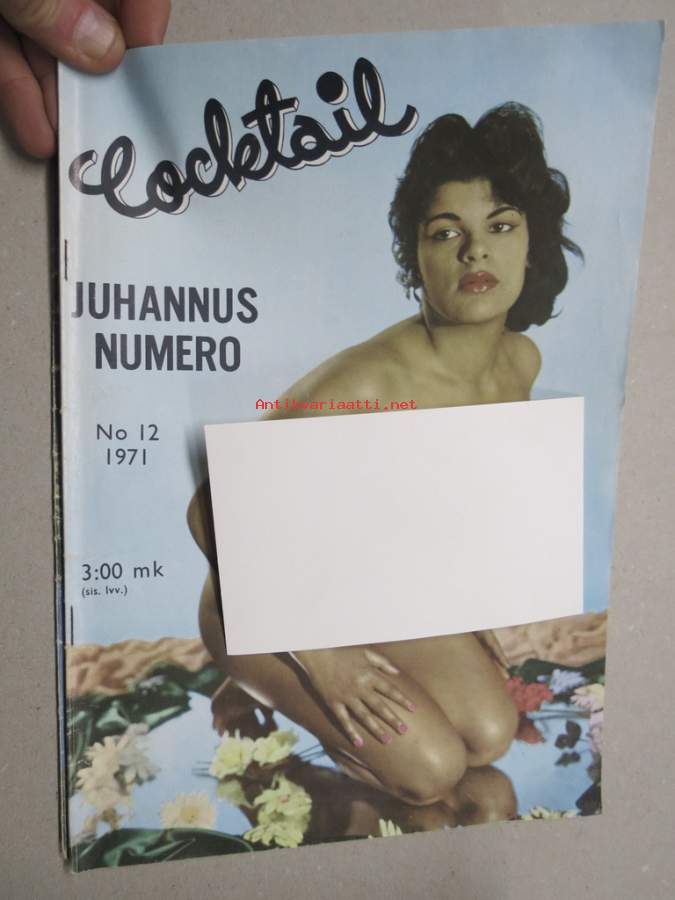 Cocktail
JUHANNUS
NUMERO
Antikvariaatti.net
No 12
1971
3:00 mk
(sis. lvv.)